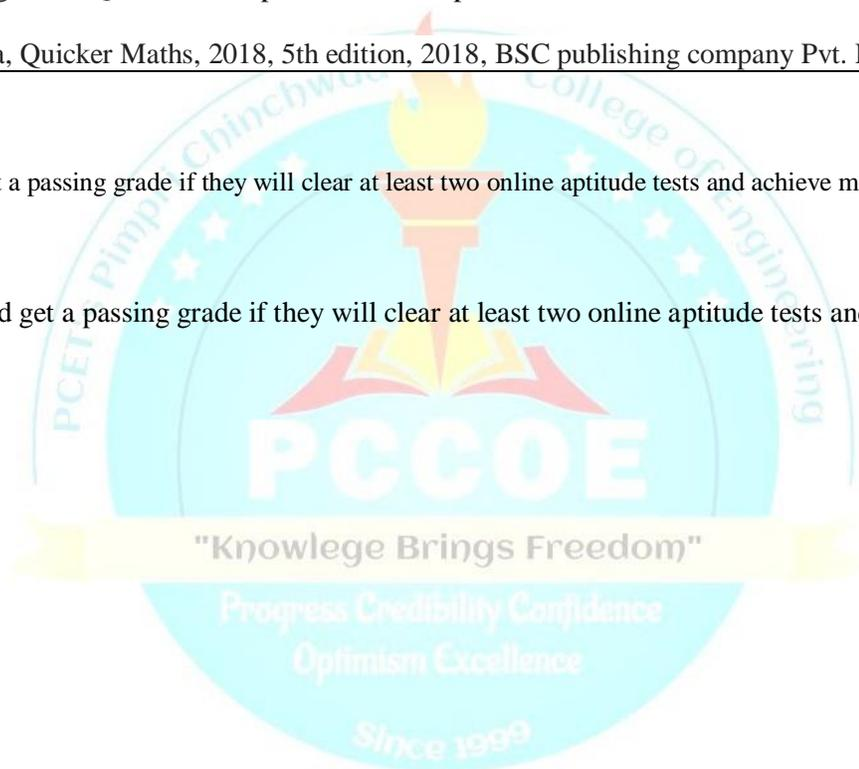 a, Quicker Maths, 2018, 5th edition, 2018, BSC publishing company Pvt.
a passing grade if they will clear at least two online aptitude tests and achieve
d get a passing grade if they will clear at least two online aptitude tests
PCET's Pimpri Chinchwad College of Engineering
PCCOE
"Knowlege Brings Freedom"
Progress Credibility Confidence
Optimism Excellence
Since 1999